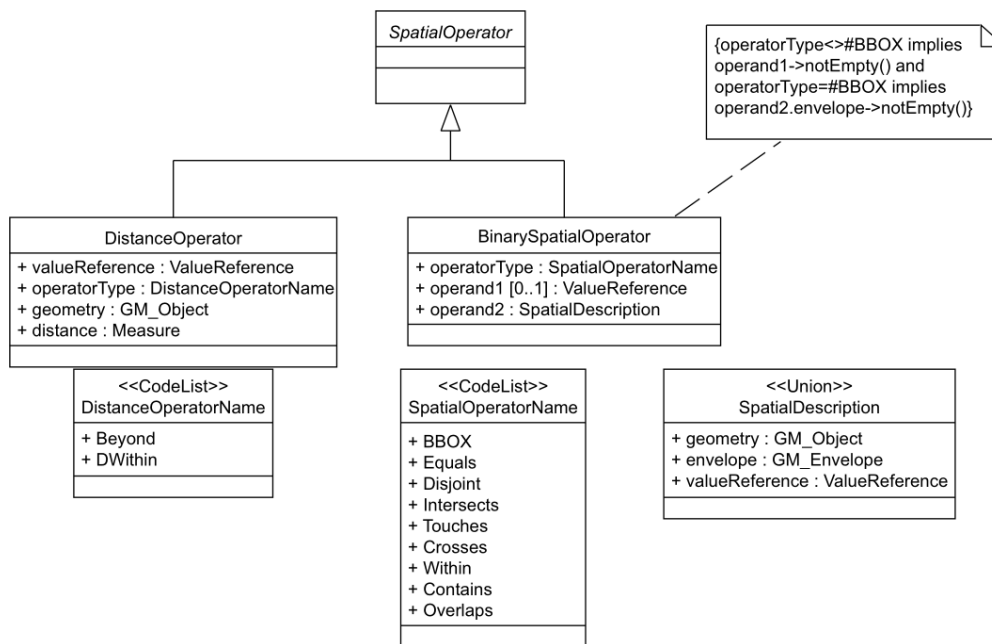 SpatialOperator
{operatorType<>#BBOX implies
operand1->notEmpty() and
operatorType=#BBOX implies
operand2.envelope->notEmpty()}
DistanceOperator
+ valueReference : ValueReference
+ operatorType : DistanceOperatorName
+ geometry : GM_Object
+ distance : Measure
BinarySpatialOperator
+ operatorType : SpatialOperatorName
+ operand1 [0..1] : ValueReference
+ operand2 : SpatialDescription
<<CodeList>>
DistanceOperatorName
+ Beyond
+ DWithin
<<CodeList>>
SpatialOperatorName
+ BBOX
+ Equals
+ Disjoint
+ Intersects
+ Touches
+ Crosses
+ Within
+ Contains
+ Overlaps
<<Union>>
SpatialDescription
+ geometry : GM_Object
+ envelope : GM_Envelope
+ valueReference : ValueReference